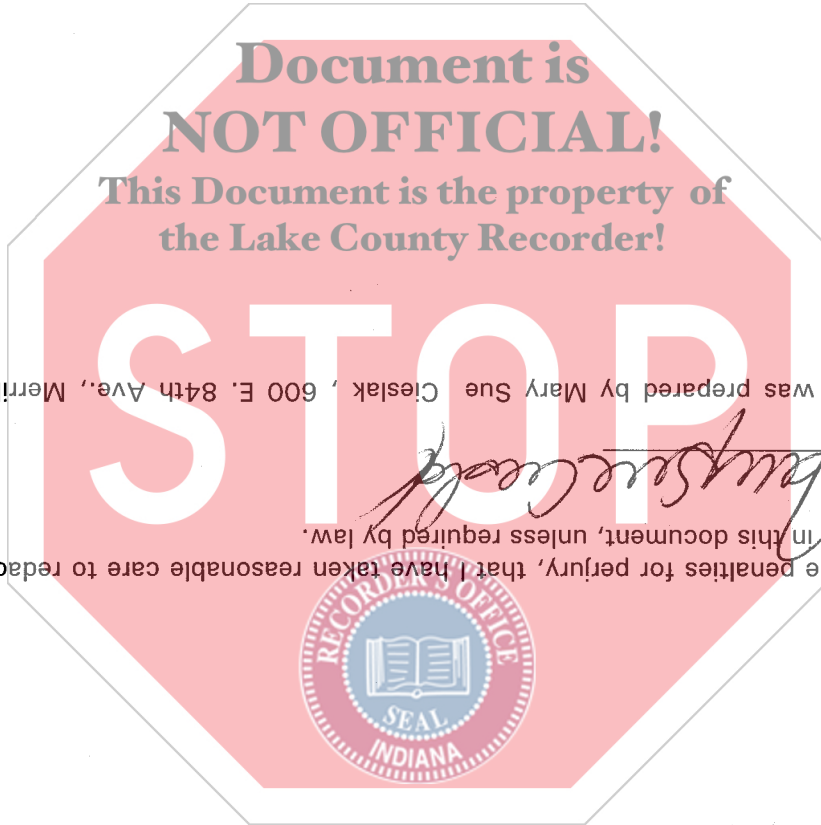 Document is
NOT OFFICIAL!
This Document is the property of
the Lake County Recorder!
STOP
RECORDER'S OFFICE
SEAL
INDIANA
e penalties for perjury, that I have taken reasonable care to redac
in this document, unless required by law.
was prepared by Mary Sue Cieslak , 600 E. 84th Ave., Merri